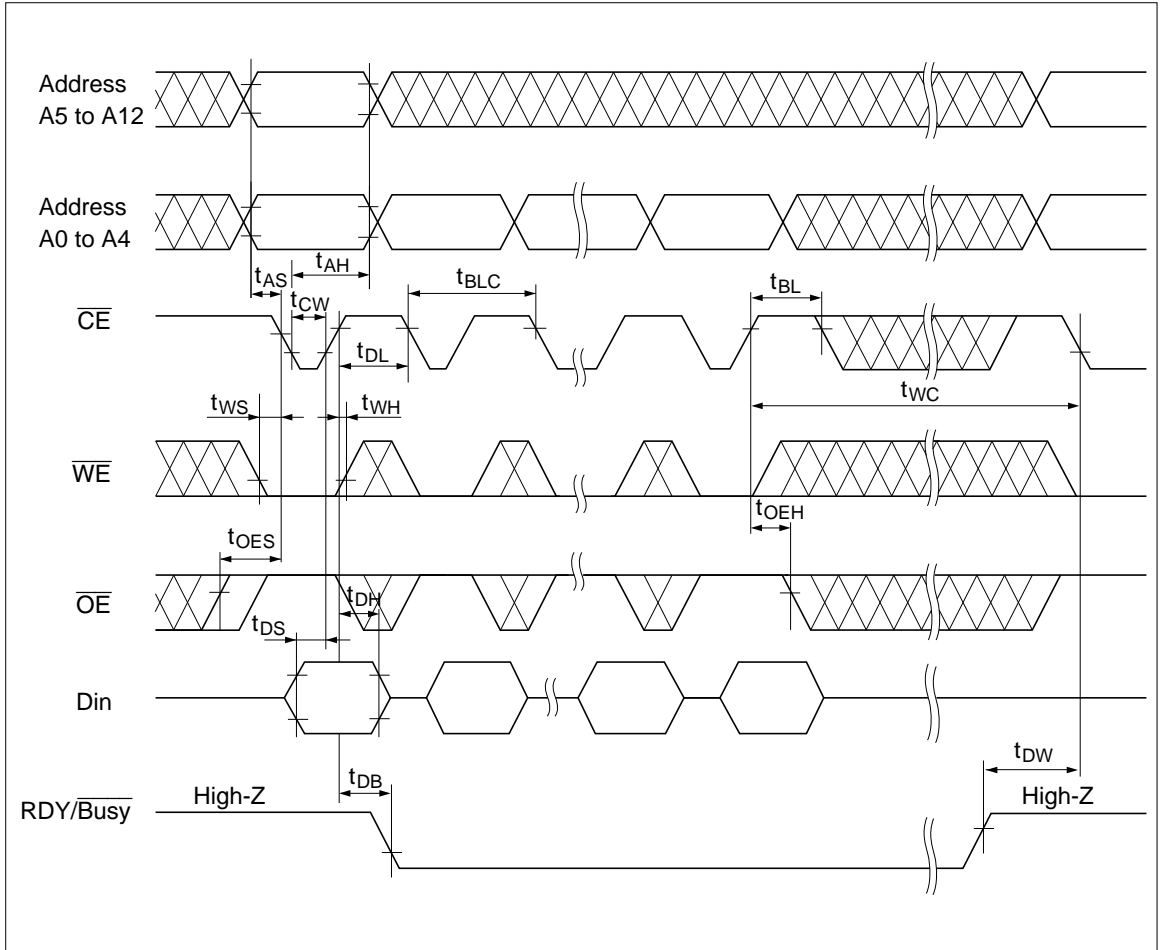 Address
A5 to A12
Address
A0 to A4
tAH
tAS
tBLC
tBL
tCW
CE
tDL
tWC
tWS
tWH
WE
tOEH
tOES
OE
tDH
tDS
Din
tDW
tDB
High-Z
High-Z
RDY/Busy